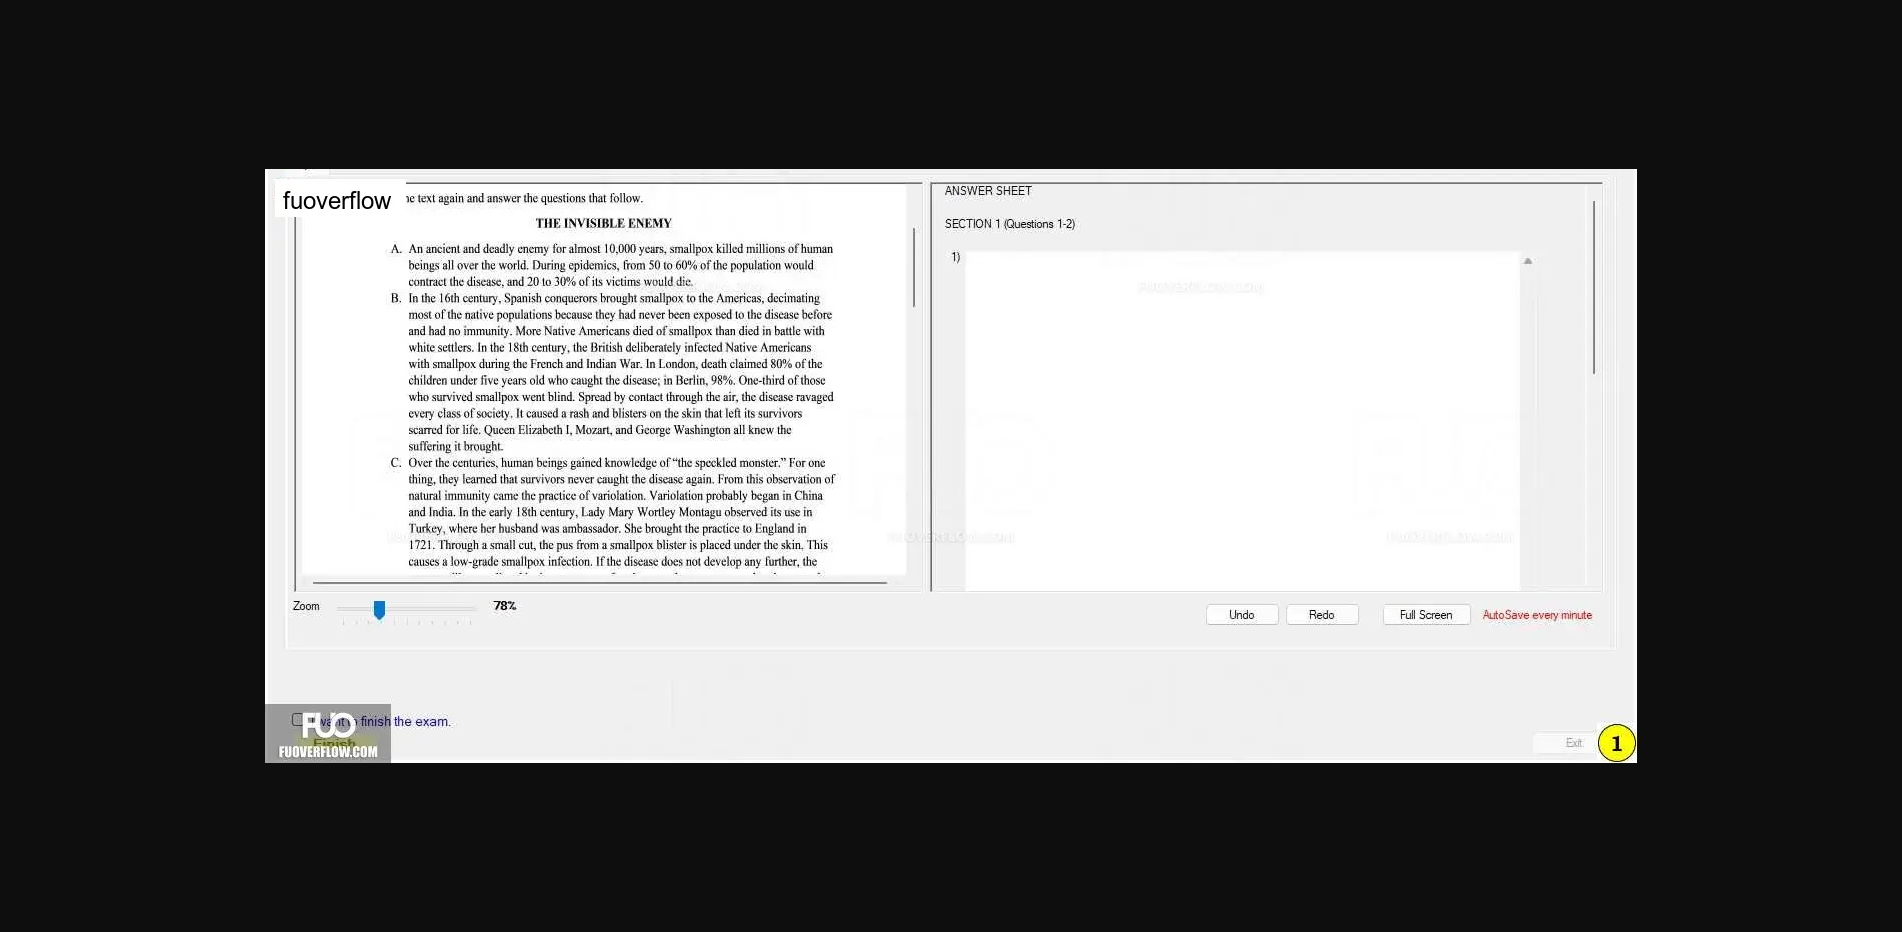 fuoverflow
he text again and answer the questions that follow.
THE INVISIBLE ENEMY
A. An ancient and deadly enemy for almost 10,000 years, smallpox killed millions of human
beings all over the world. During epidemics, from 50 to 60% of the population would
contract the disease, and 20 to 30% of its victims would die.
B. In the 16th century, Spanish conquerors brought smallpox to the Americas, decimating
most of the native populations because they had never been exposed to the disease before
and had no immunity. More Native Americans died of smallpox than died in battle with
white settlers. In the 18th century, the British deliberately infected Native Americans
with smallpox during the French and Indian War. In London, death claimed 80% of the
children under five years old who caught the disease; in Berlin, 98%. One-third of those
who survived smallpox went blind. Spread by contact through the air, the disease ravaged
every class of society. It caused a rash and blisters on the skin that left its survivors
scarred for life. Queen Elizabeth I, Mozart, and George Washington all knew the
suffering it brought.
C. Over the centuries, human beings gained knowledge of “the speckled monster.” For one
thing, they learned that survivors never caught the disease again. From this observation of
natural immunity came the practice of variolation. Variolation probably began in China
and India. In the early 18th century, Lady Mary Wortley Montagu observed its use in
Turkey, where her husband was ambassador. She brought the practice to England in
1721. Through a small cut, the pus from a smallpox blister is placed under the skin. This
causes a low-grade smallpox infection. If the disease does not develop any further, the
ANSWER SHEET
SECTION 1 (Questions 1-2)
1)
FUOVERFLOW.COM
FUOVERFLOW.COM
FUOVERFLOW.COM
FUOVERFLOW.COM
Zoom
78%
Undo
Redo
Full Screen
AutoSave every minute
I want to finish the exam.
Finish
FUO
FUOVERFLOW.COM
Exit
1